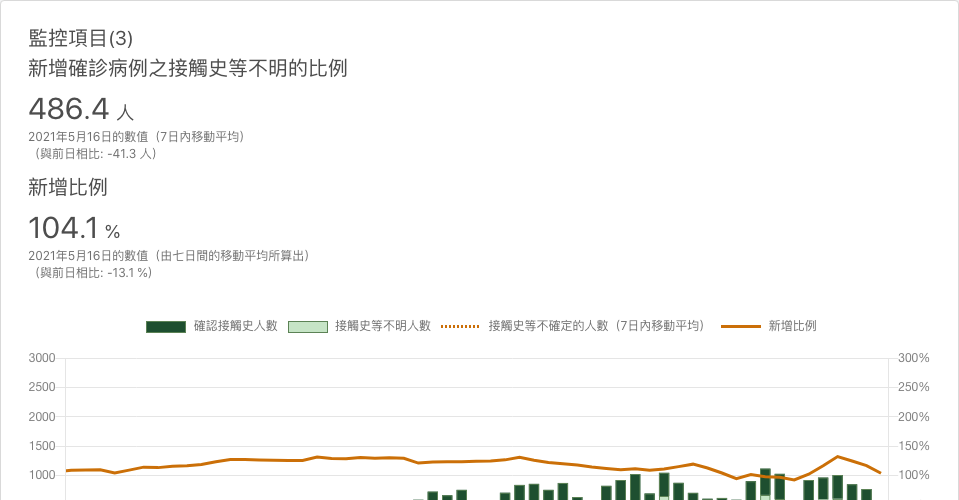 監控項目(3)
新增確診病例之接觸史等不明的比例
486.4 人
2021年5月16日的數值（7日內移動平均）
（與前日相比: -41.3 人）
新增比例
104.1 %
2021年5月16日的數值（由七日間的移動平均所算出）
（與前日相比: -13.1 %）
確認接觸史人數 接觸史等不明人數 接觸史等不確定的人數（7日內移動平均） 新增比例
3000 300%
2500 250%
2000 200%
1500 150%
1000 100%